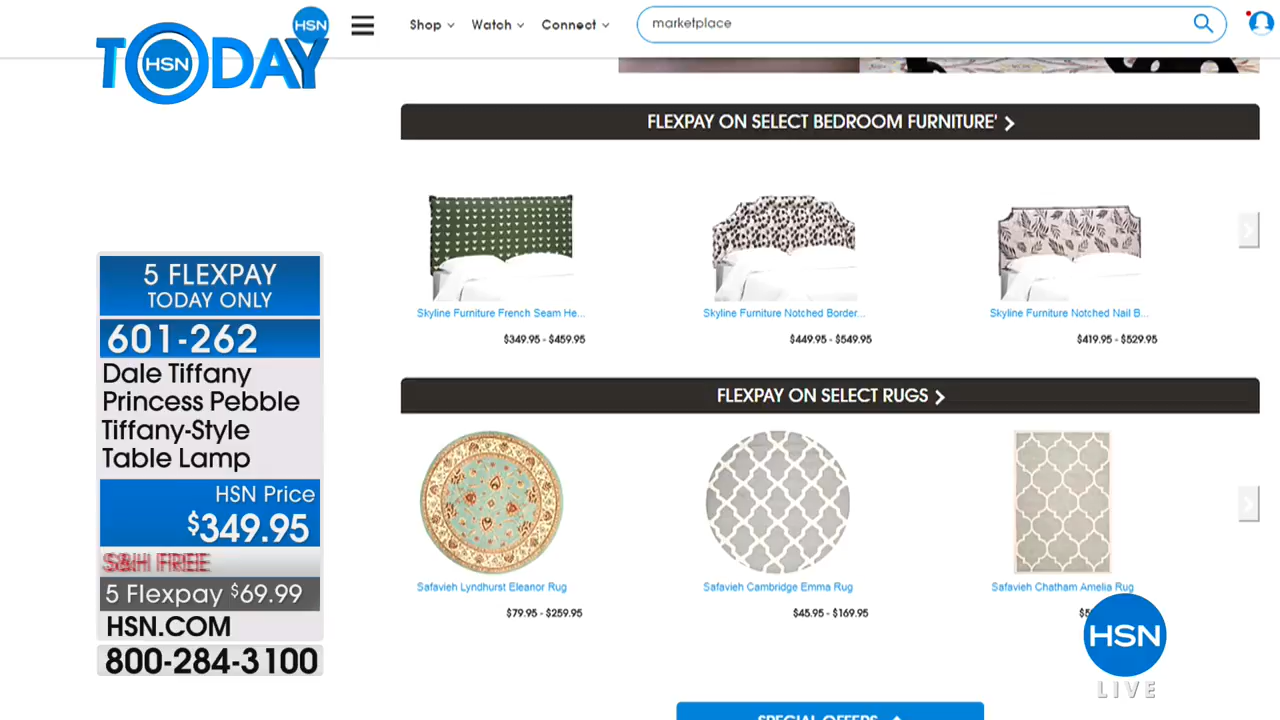 HSN
TODAY
HSN
Shop
Watch
Connect
marketplace
FLEXPAY ON SELECT BEDROOM FURNITURE'
Skyline Furniture French Seam He...
Skyline Furniture Notched Border...
Skyline Furniture Notched Nail B...
$349.95 - $459.95
$449.95 - $549.95
$419.95 - $529.95
FLEXPAY ON SELECT RUGS
Safavieh Lyndhurst Eleanor Rug
Safavieh Cambridge Emma Rug
Safavieh Chatham Amelia Rug
$79.95 - $259.95
$45.95 - $169.95
SPECIAL OFFERS
5 FLEXPAY
TODAY ONLY
601-262
Dale Tiffany
Princess Pebble
Tiffany-Style
Table Lamp
HSN Price
$349.95
S&H FREE
5 Flexpay $69.99
HSN.COM
800-284-3100
HSN
LIVE